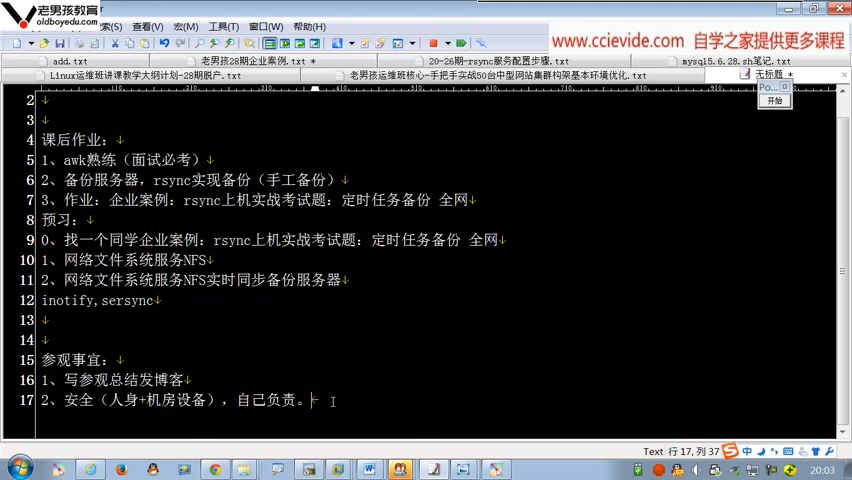 老男孩教育
oldboyedu.com
搜索(S) 查看(V) 宏(M) 工具(T) 窗口(W) 帮助(H)
www.ccievide.com 自学之家提供更多课程
add.txt 老男孩28期企业案例.txt * 20-26期-rsync服务配置步骤.txt mysql5.6.28.sh笔记.txt
Linux运维班讲课教学大纲计划-28期脱产.txt 老男孩运维班核心-手把手实战50台中型网站集群构架基本环境优化.txt 无标题 *
Po...
开始
2
3
4 课后作业：
5 1、awk熟练（面试必考）
6 2、备份服务器，rsync实现备份（手工备份）
7 3、作业：企业案例：rsync上机实战考试题：定时任务备份 全网
8 预习：
9 0、找一个同学企业案例：rsync上机实战考试题：定时任务备份 全网
10 1、网络文件系统服务NFS
11 2、网络文件系统服务NFS实时同步备份服务器
12 inotify,sersync
13
14
15 参观事宜：
16 1、写参观总结发博客
17 2、安全（人身+机房设备），自己负责。
Text 行 17, 列 37
中
20:03